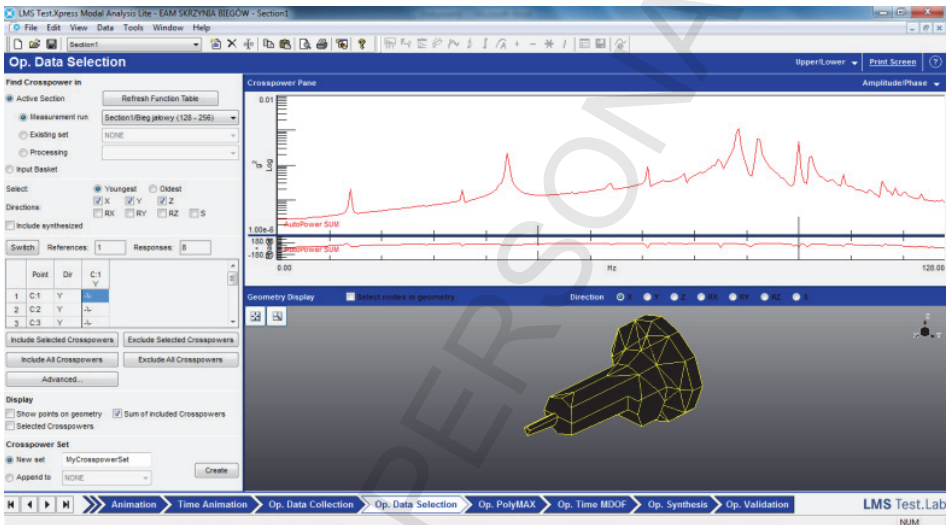 LMS Test.Xpress Modal Analysis Lite - EAM SKRZYNIA BIEGÓW - Section1
File Edit View Data Tools Window Help
Section1
Op. Data Selection
Upper/Lower Print Screen ?
Find Crosspower in
Active Section Refresh Function Table
Measurement run Section1/Bieg jałowy (128 - 256)
Existing set NONE
Processing
Input Basket
Select: Youngest Oldest
Directions: X Y Z
RX RY RZ S
Include synthesized
Switch References: 1 Responses: 8
Point Dir C:1
Y
1 C:1 Y -\-
2 C:2 Y -\-
3 C:3 Y -\-
Include Selected Crosspowers Exclude Selected Crosspowers
Include All Crosspowers Exclude All Crosspowers
Advanced...
Display
Show points on geometry Sum of included Crosspowers
Selected Crosspowers
Crosspower Set
New set MyCrosspowerSet
Append to NONE
Create
Crosspower Pane Amplitude/Phase
0.01
g²
Log
1.00e-6
AutoPower SUM
180.00
Phase
-180.00
AutoPower SUM
0.00 Hz 128.00
Geometry Display Select nodes in geometry Direction X Y Z RX RY RZ S
Animation Time Animation Op. Data Collection Op. Data Selection Op. PolyMAX Op. Time MDOF Op. Synthesis Op. Validation LMS Test.Lab
NUM
PERSONA